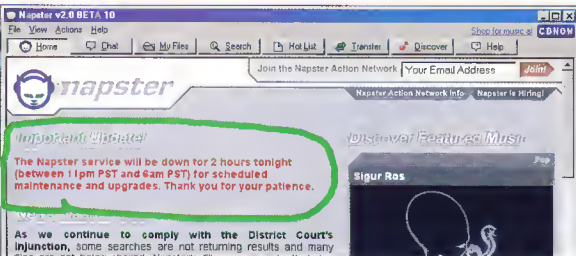 Napster v2.0 BETA 10
File View Actions Help
Shop for music at CDNOW
Home Chat My Files Search Hot List Transfer Discover Help
Join the Napster Action Network Your Email Address Join!
napster
Napster Action Network Info Napster is Hiring!
Important Update!
Discover Featured Music
The Napster service will be down for 2 hours tonight
(between 11pm PST and 6am PST) for scheduled
maintenance and upgrades. Thank you for your patience.
Pop
Sigur Ros
As we continue to comply with the District Court's
injunction, some searches are not returning results and many